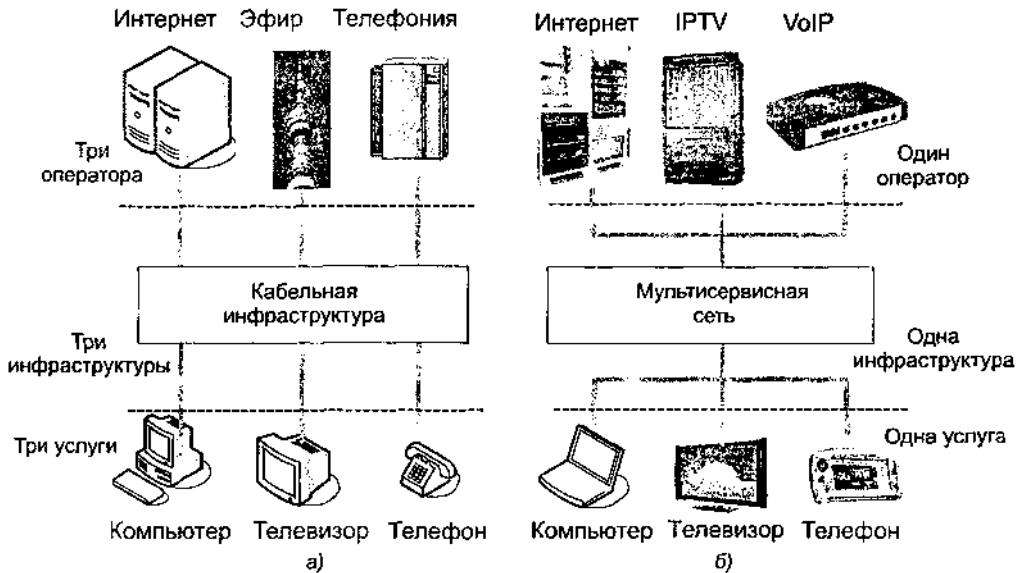 Интернет Эфир Телефония
Три
оператора
Кабельная
инфраструктура
Три
инфраструктуры
Три услуги
Компьютер Телевизор Телефон
а)
Интернет IPTV VoIP
Один
оператор
Мультисервисная
сеть
Одна
инфраструктура
Одна услуга
Компьютер Телевизор Телефон
б)